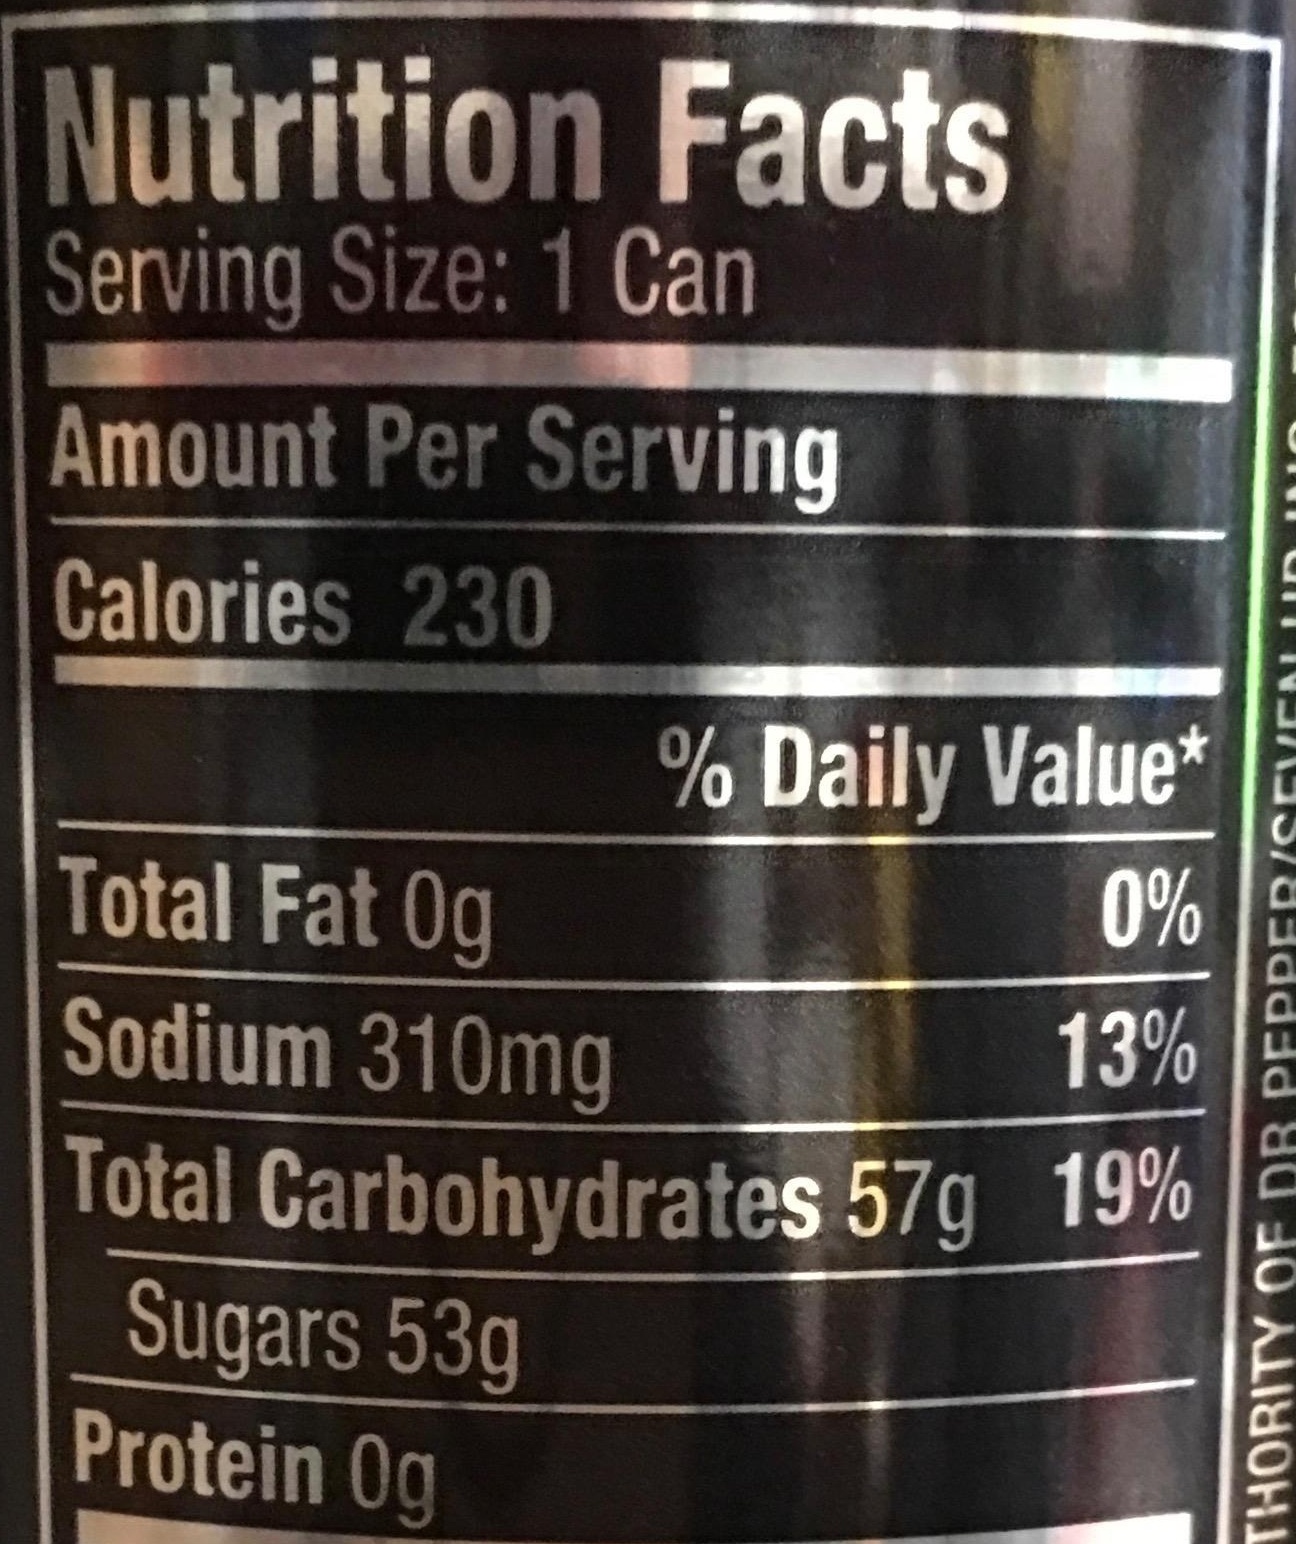 Nutrition Facts
Serving Size: 1 Can
Amount Per Serving
Calories 230
% Daily Value*
Total Fat 0g 0%
Sodium 310mg 13%
Total Carbohydrates 57g 19%
Sugars 53g
Protein 0g
OF DR PEPPER/SEVEN UP, INC.